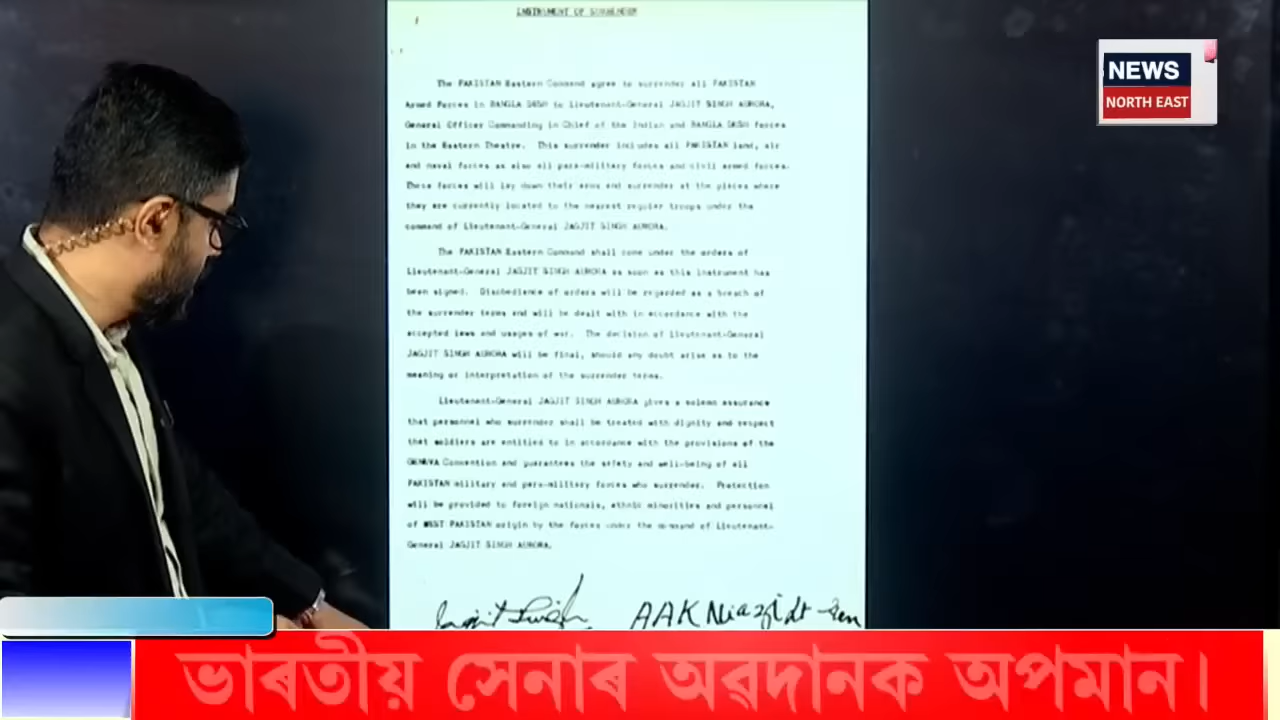 INSTRUMENT OF SURRENDER
NEWS
NORTH EAST
The PAKISTAN Eastern Command agree to surrender all PAKISTAN
Armed Forces in BANGLA DESH to Lieutenant-General JAGJIT SINGH AURORA,
General Officer Commanding in Chief of the Indian and BANGLA DESH forces
in the Eastern Theatre. This surrender includes all PAKISTAN land, air
and naval forces as also all para-military forces and civil armed forces.
These forces will lay down their arms and surrender at the places where
they are currently located to the nearest regular troops under the
command of Lieutenant-General JAGJIT SINGH AURORA.
The PAKISTAN Eastern Command shall come under the orders of
Lieutenant-General JAGJIT SINGH AURORA as soon as this instrument has
been signed. Disobedience of orders will be regarded as a breach of
the surrender terms and will be dealt with in accordance with the
accepted laws and usages of war. The decision of Lieutenant-General
JAGJIT SINGH AURORA will be final, should any doubt arise as to the
meaning or interpretation of the surrender terms.
Lieutenant-General JAGJIT SINGH AURORA gives a solemn assurance
that personnel who surrender shall be treated with dignity and respect
that soldiers are entitled to in accordance with the provisions of the
GENEVA Convention and guarantees the safety and well-being of all
PAKISTAN military and para-military forces who surrender. Protection
will be provided to foreign nationals, ethnic minorities and personnel
of WEST PAKISTAN origin by the forces under the command of Lieutenant-
General JAGJIT SINGH AURORA.
Jagjit Singh AAK Niazi Lt Gen
ভাৰতীয় সেনাৰ অৱদানক অপমান।